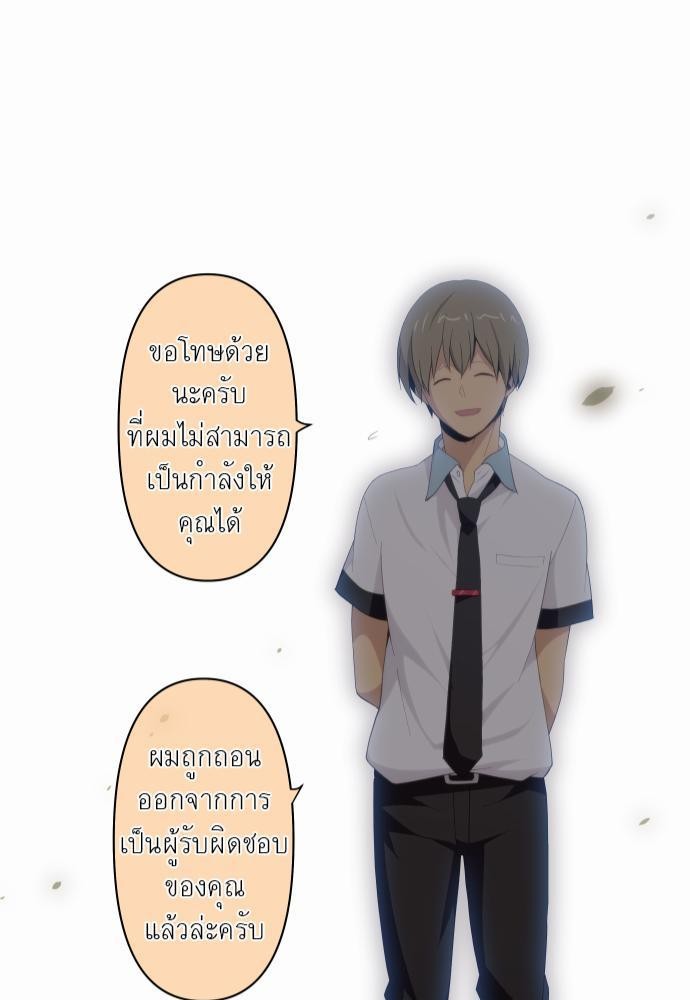 ขอโทษด้วย
นะครับ
ที่ผมไม่สามารถ
เป็นกำลังให้
คุณได้
ผมถูกถอน
ออกจากการ
เป็นผู้รับผิดชอบ
ของคุณ
แล้วล่ะครับ